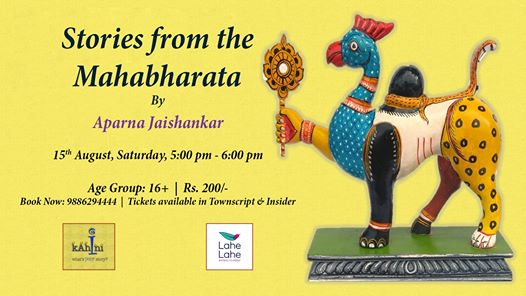 Stories from the
Mahabharata
By
Aparna Jaishankar
15th August, Saturday, 5:00 pm - 6:00 pm
Age Group: 16+ | Rs. 200/-
Book Now: 9886294444 | Tickets available in Townscript & Insider
kAhIni
what's your story?
Lahe
Lahe